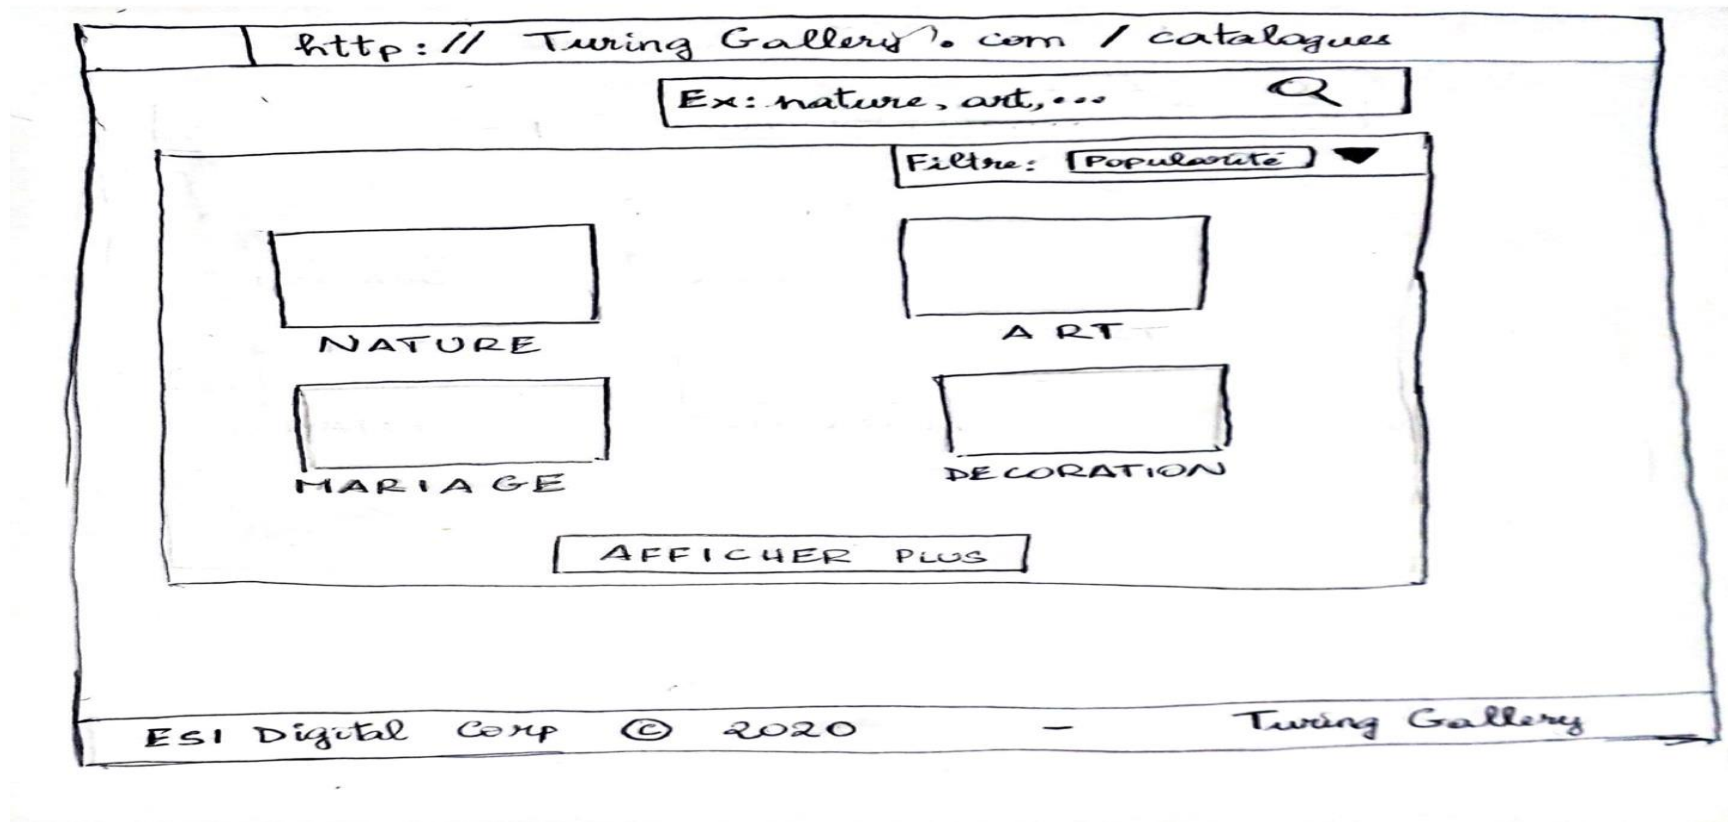 http://Turing Gallery.com/catalogues
Ex: nature, art,...
Filtre: Popularité
NATURE
ART
MARIAGE
DECORATION
AFFICHER PLUS
ESI Digital Corp © 2020 - Turing Gallery